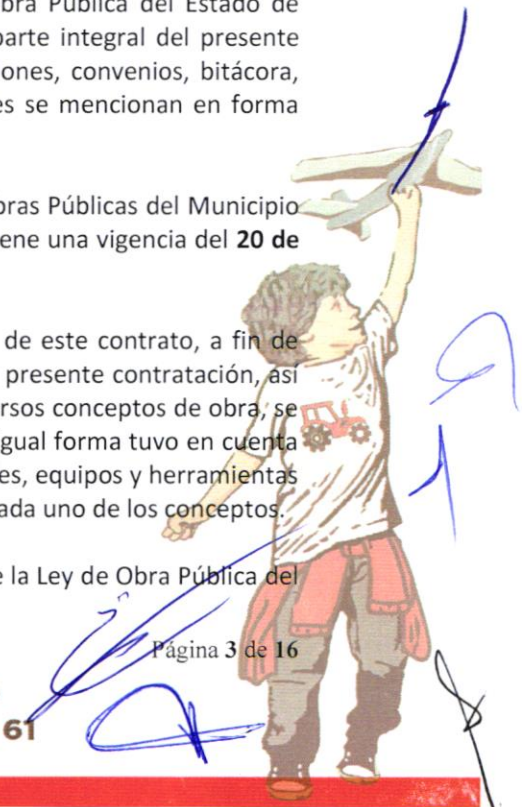 bra Pública del Estado de
parte integral del presente
ones, convenios, bitácora,
es se mencionan en forma
bras Públicas del Municipio
ene una vigencia del 20 de
de este contrato, a fin de
presente contratación, así
rsos conceptos de obra, se
igual forma tuvo en cuenta
es, equipos y herramientas
ada uno de los conceptos.
e la Ley de Obra Pública del
Página 3 de 16
61